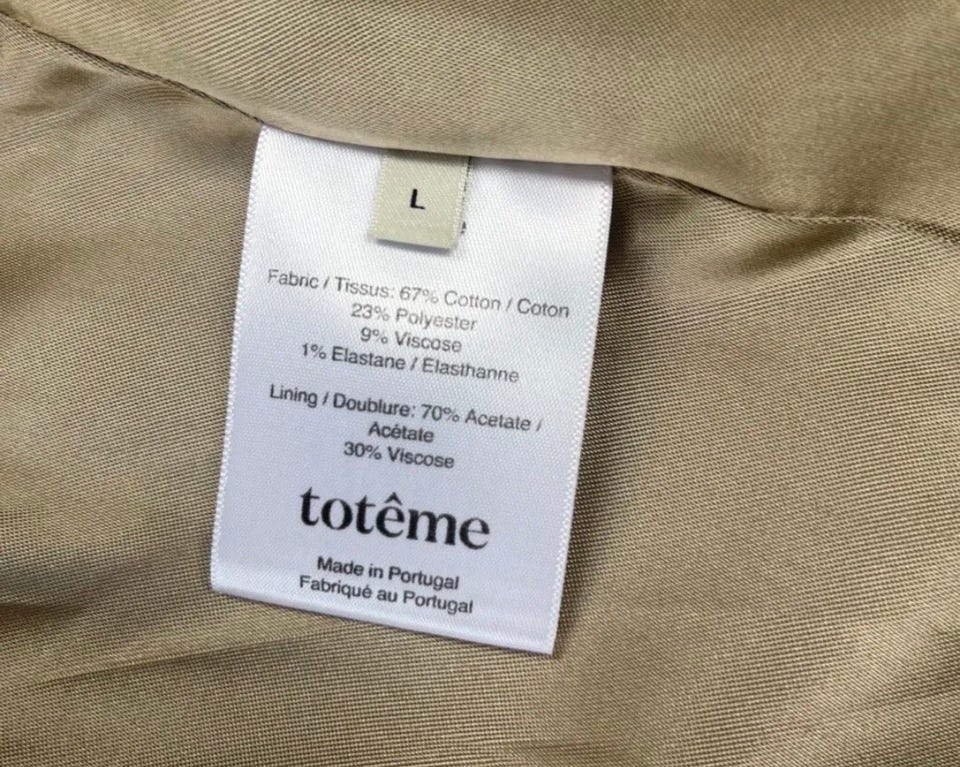 L
Fabric / Tissus: 67% Cotton / Coton
23% Polyester
9% Viscose
1% Elastane / Elasthanne
Lining / Doublure: 70% Acetate /
Acétate
30% Viscose
totême
Made in Portugal
Fabriqué au Portugal